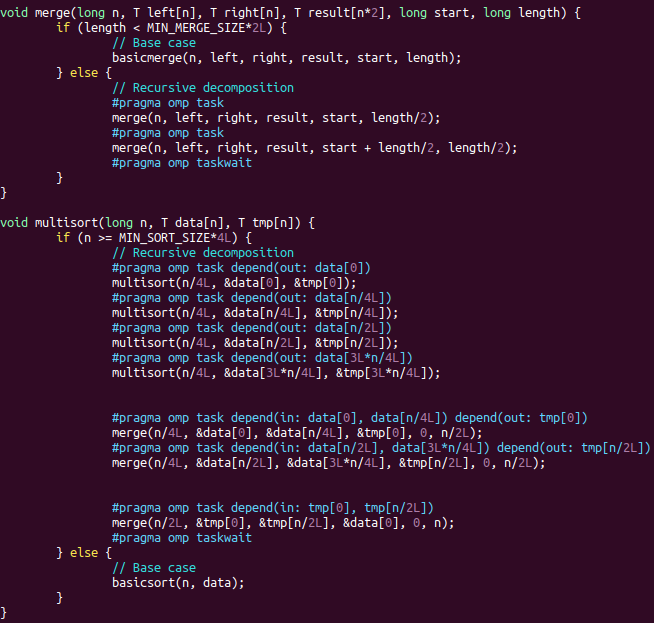 void merge(long n, T left[n], T right[n], T result[n*2], long start, long length) {
        if (length < MIN_MERGE_SIZE*2L) {
                // Base case
                basicmerge(n, left, right, result, start, length);
        } else {
                // Recursive decomposition
                #pragma omp task
                merge(n, left, right, result, start, length/2);
                #pragma omp task
                merge(n, left, right, result, start + length/2, length/2);
                #pragma omp taskwait
        }
}

void multisort(long n, T data[n], T tmp[n]) {
        if (n >= MIN_SORT_SIZE*4L) {
                // Recursive decomposition
                #pragma omp task depend(out: data[0])
                multisort(n/4L, &data[0], &tmp[0]);
                #pragma omp task depend(out: data[n/4L])
                multisort(n/4L, &data[n/4L], &tmp[n/4L]);
                #pragma omp task depend(out: data[n/2L])
                multisort(n/4L, &data[n/2L], &tmp[n/2L]);
                #pragma omp task depend(out: data[3L*n/4L])
                multisort(n/4L, &data[3L*n/4L], &tmp[3L*n/4L]);


                #pragma omp task depend(in: data[0], data[n/4L]) depend(out: tmp[0])
                merge(n/4L, &data[0], &data[n/4L], &tmp[0], 0, n/2L);
                #pragma omp task depend(in: data[n/2L], data[3L*n/4L]) depend(out: tmp[n/2L])
                merge(n/4L, &data[n/2L], &data[3L*n/4L], &tmp[n/2L], 0, n/2L);


                #pragma omp task depend(in: tmp[0], tmp[n/2L])
                merge(n/2L, &tmp[0], &tmp[n/2L], &data[0], 0, n);
                #pragma omp taskwait
        } else {
                // Base case
                basicsort(n, data);
        }
}